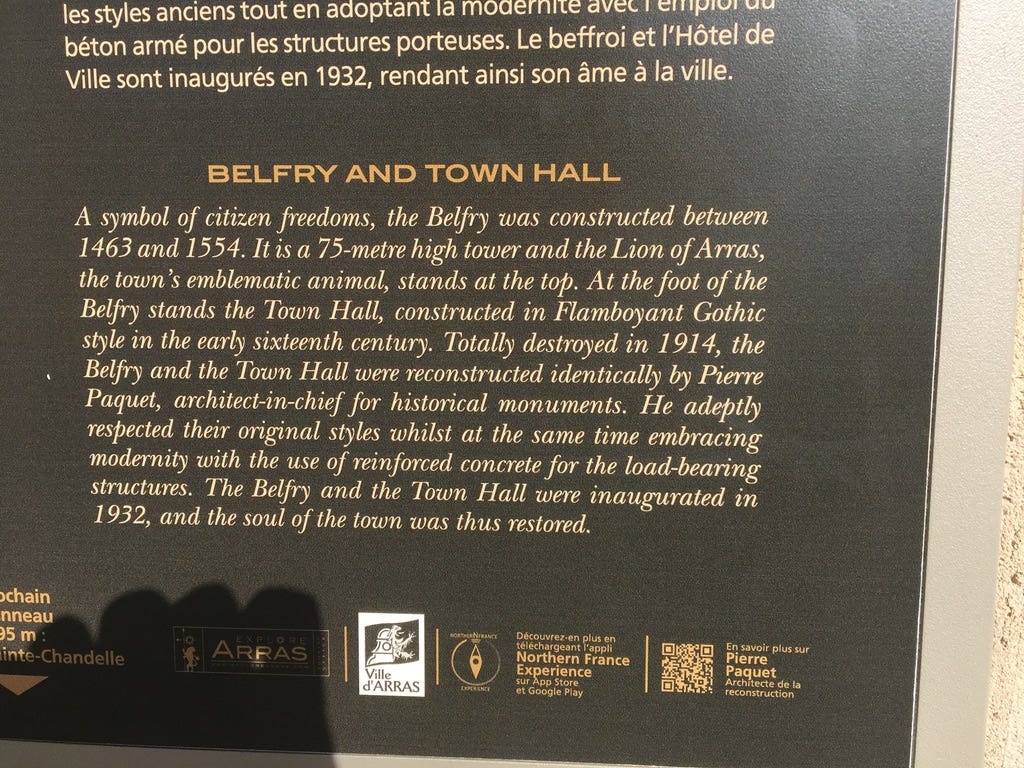 les styles anciens tout en adoptant la modernité avec l'emploi du
béton armé pour les structures porteuses. Le beffroi et l'Hôtel de
Ville sont inaugurés en 1932, rendant ainsi son âme à la ville.
BELFRY AND TOWN HALL
A symbol of citizen freedoms, the Belfry was constructed between
1463 and 1554. It is a 75-metre high tower and the Lion of Arras,
the town's emblematic animal, stands at the top. At the foot of the
Belfry stands the Town Hall, constructed in Flamboyant Gothic
style in the early sixteenth century. Totally destroyed in 1914, the
Belfry and the Town Hall were reconstructed identically by Pierre
Paquet, architect-in-chief for historical monuments. He adeptly
respected their original styles whilst at the same time embracing
modernity with the use of reinforced concrete for the load-bearing
structures. The Belfry and the Town Hall were inaugurated in
1932, and the soul of the town was thus restored.
ochain
nneau
95 m :
inte-Chandelle
EXPLORE
ARRAS
Ville
d'ARRAS
NORTHERN FRANCE
EXPERIENCE
Découvrez-en plus en
téléchargeant l'appli
Northern France
Experience
sur App Store
et Google Play
En savoir plus sur
Pierre
Paquet
Architecte de la
reconstruction